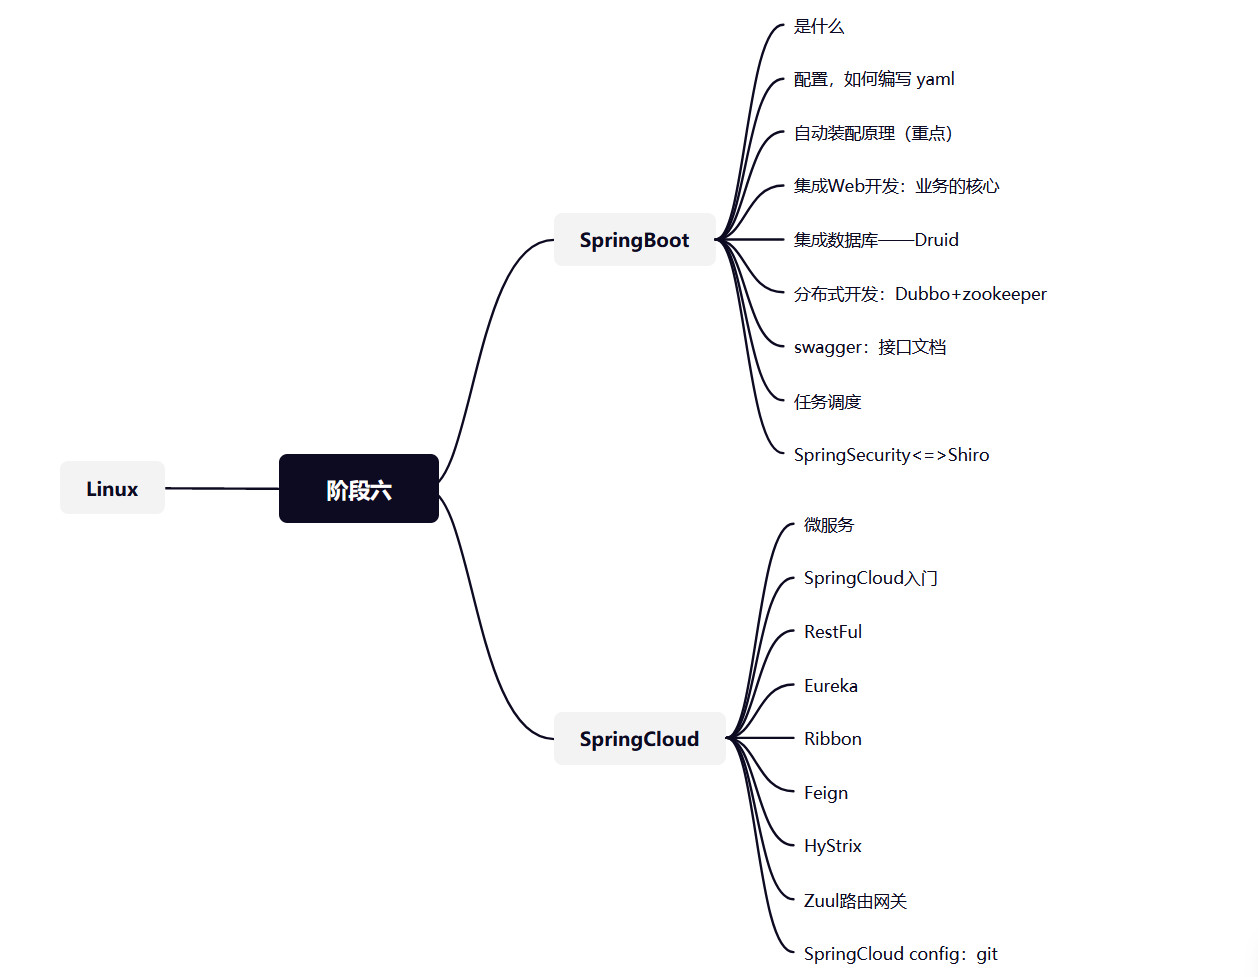 Linux
阶段六
SpringBoot
是什么
配置，如何编写 yaml
自动装配原理（重点）
集成Web开发：业务的核心
集成数据库——Druid
分布式开发：Dubbo+zookeeper
swagger：接口文档
任务调度
SpringSecurity<=>Shiro
SpringCloud
微服务
SpringCloud入门
RestFul
Eureka
Ribbon
Feign
HyStrix
Zuul路由网关
SpringCloud config：git